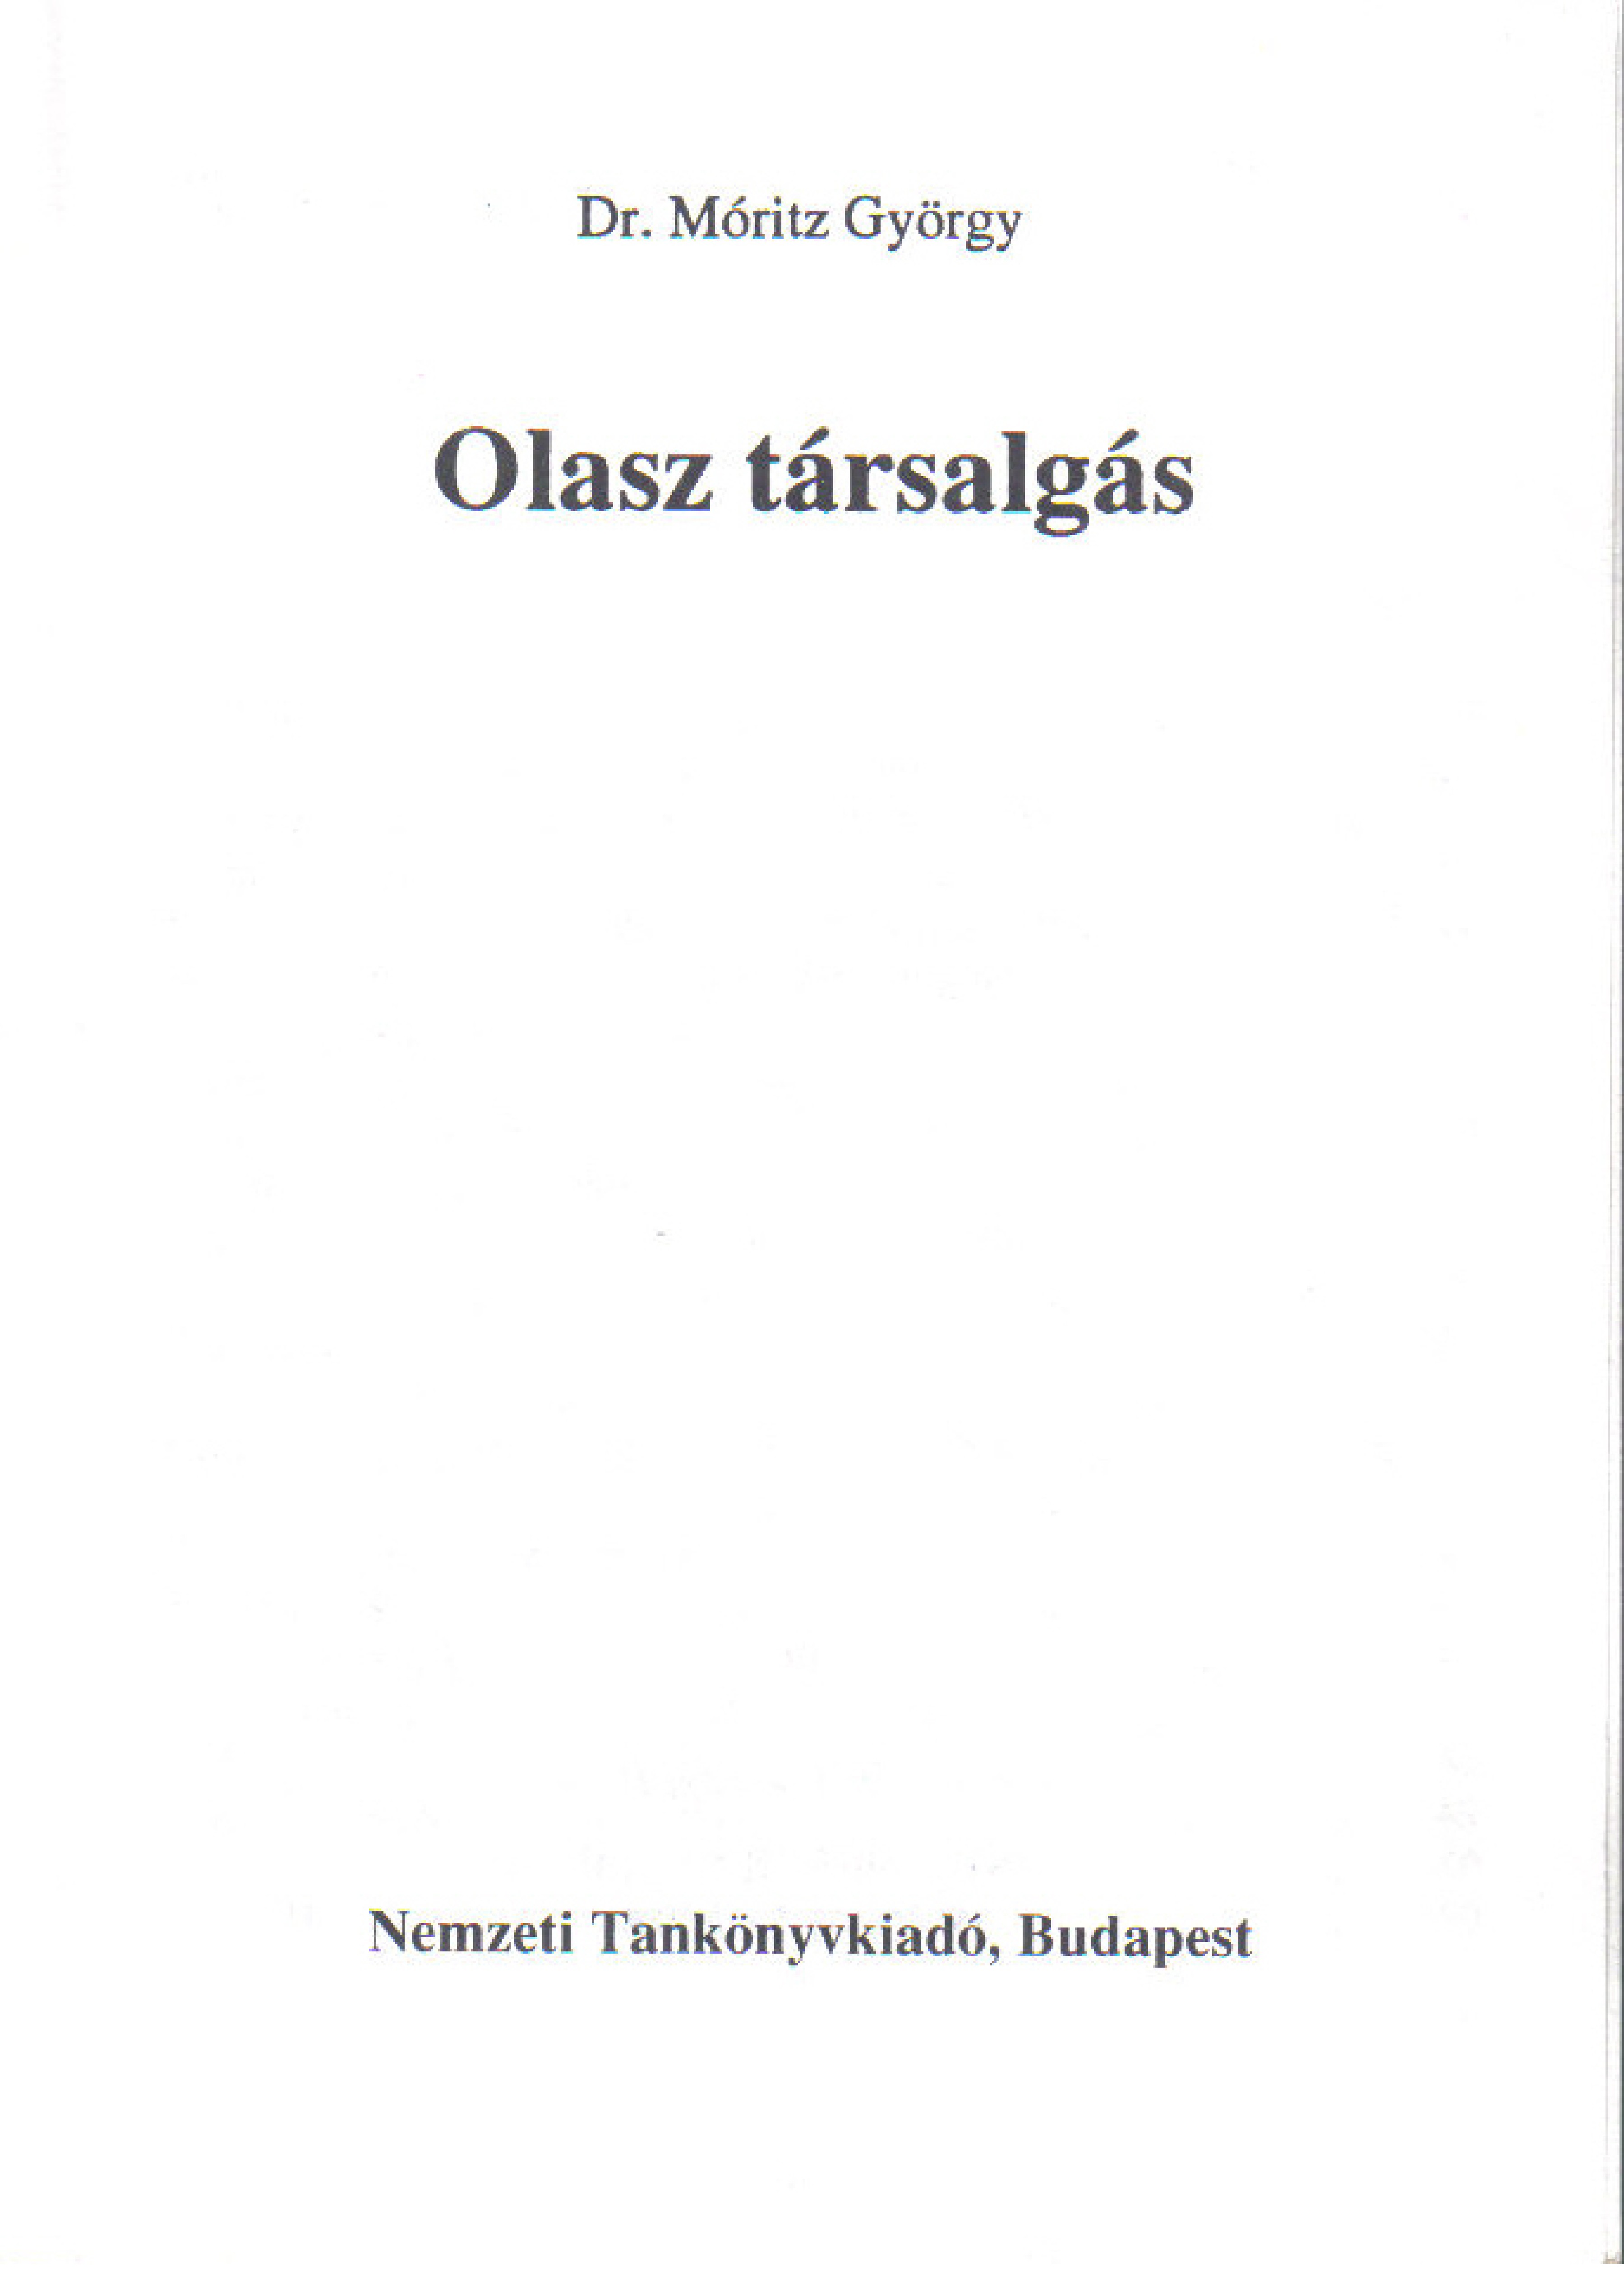 Dr. Móritz György
Olasz társalgás
Nemzeti Tankönyvkiadó, Budapest